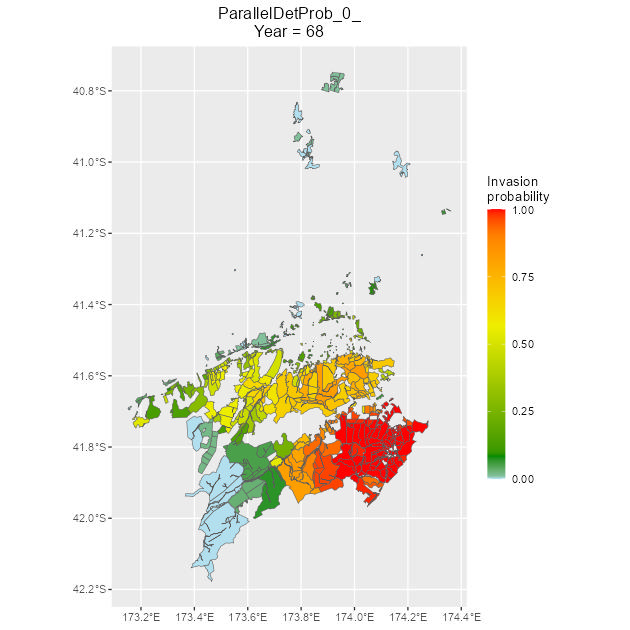 ParallelDetProb_0_
Year = 68
40.8°S
41.0°S
41.2°S
41.4°S
41.6°S
41.8°S
42.0°S
42.2°S
173.2°E 173.4°E 173.6°E 173.8°E 174.0°E 174.2°E 174.4°E
Invasion
probability
1.00
0.75
0.50
0.25
0.00